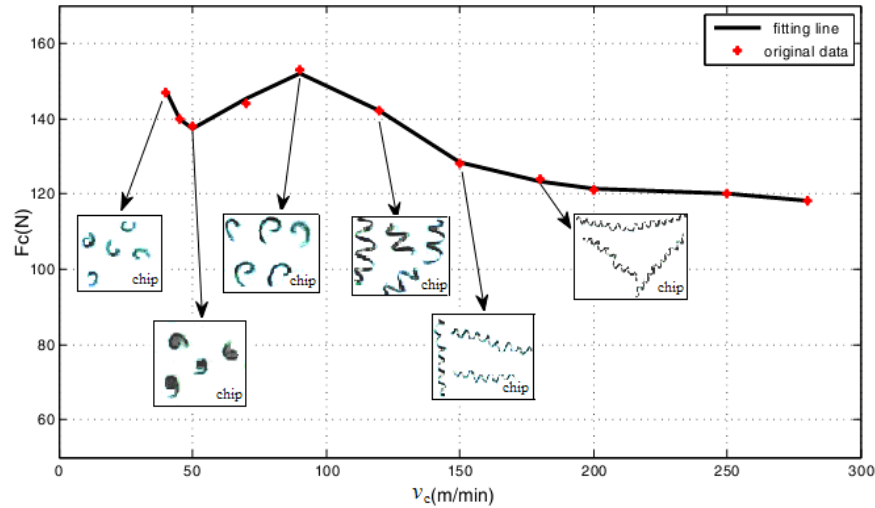 160
140
120
100
80
60
Fc(N)
fitting line
original data
chip
chip
chip
chip
chip
chip
0
50
100
150
200
250
300
vc(m/min)